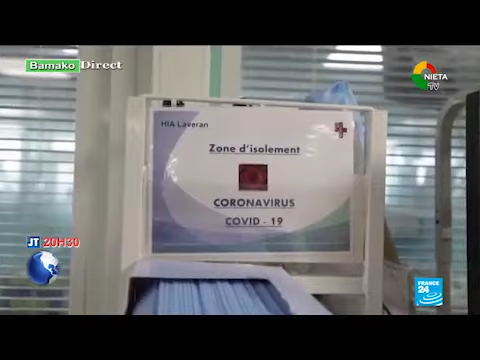 Bamako Direct
NIETA
TV
HIA Laveran
Zone d'isolement
CORONAVIRUS
COVID - 19
JT 20H30
FRANCE
24